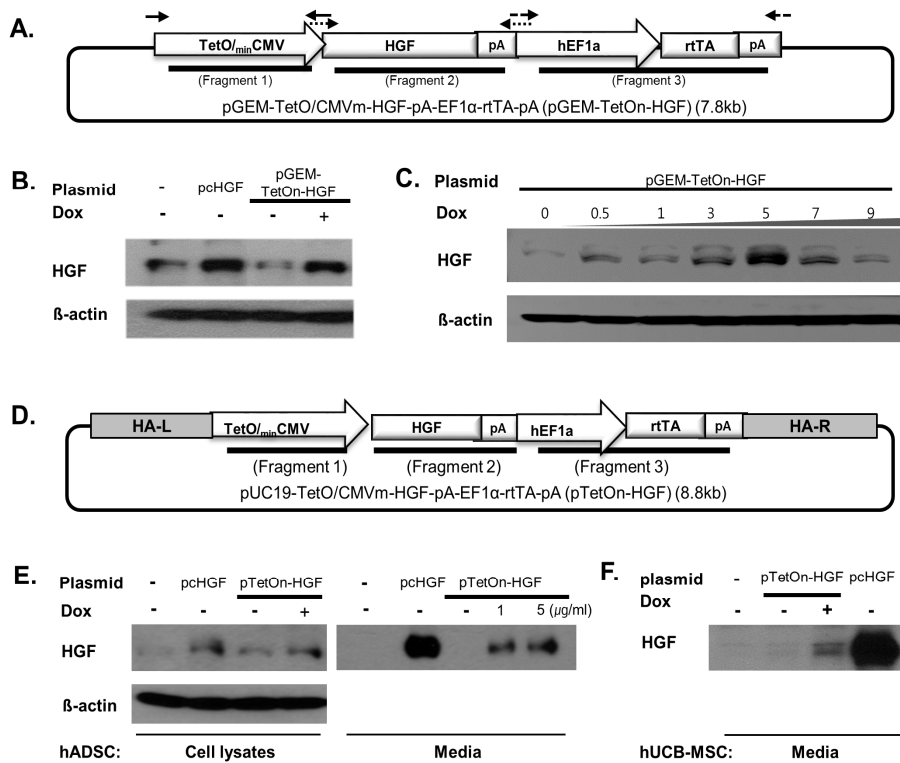 A.
TetO/minCMV HGF pA hEF1a rtTA pA
(Fragment 1) (Fragment 2) (Fragment 3)
pGEM-TetO/CMVm-HGF-pA-EF1α-rtTA-pA (pGEM-TetOn-HGF) (7.8kb)
B.
Plasmid - pcHGF pGEM-
TetOn-HGF
Dox - - - +
HGF
ß-actin
C.
Plasmid pGEM-TetOn-HGF
Dox 0 0.5 1 3 5 7 9
HGF
ß-actin
D.
HA-L TetO/minCMV HGF pA hEF1a rtTA pA HA-R
(Fragment 1) (Fragment 2) (Fragment 3)
pUC19-TetO/CMVm-HGF-pA-EF1α-rtTA-pA (pTetOn-HGF) (8.8kb)
E.
Plasmid - pcHGF pTetOn-HGF - pcHGF pTetOn-HGF
Dox - - - + - - - 1 5 (µg/ml)
HGF
ß-actin
hADSC: Cell lysates Media
F.
plasmid - pTetOn-HGF pcHGF
Dox - - + -
HGF
hUCB-MSC: Media